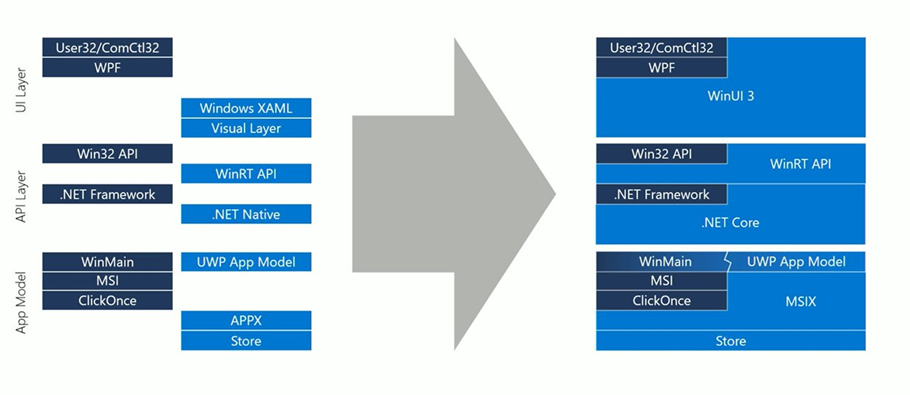 UI Layer
User32/ComCtl32
WPF
Windows XAML
Visual Layer
API Layer
Win32 API
WinRT API
.NET Framework
.NET Native
App Model
WinMain
UWP App Model
MSI
ClickOnce
APPX
Store
User32/ComCtl32
WPF
WinUI 3
Win32 API
WinRT API
.NET Framework
.NET Core
WinMain
UWP App Model
MSI
ClickOnce
MSIX
Store